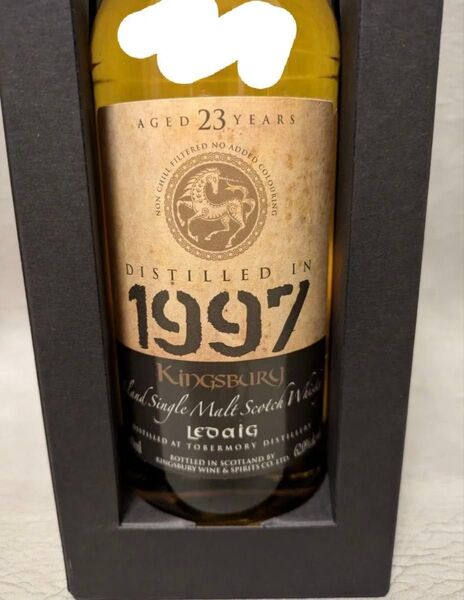 AGED 23 YEARS
NON CHILL FILTERED NO ADDED COLOURING
DISTILLED IN
1997
KINGSBURY
Single Malt Scotch
LEDAIG
DISTILLED AT TOBERMORY DISTILLERY
BOTTLED IN SCOTLAND BY
KINGSBURY WINE & SPIRITS CO. LTD.